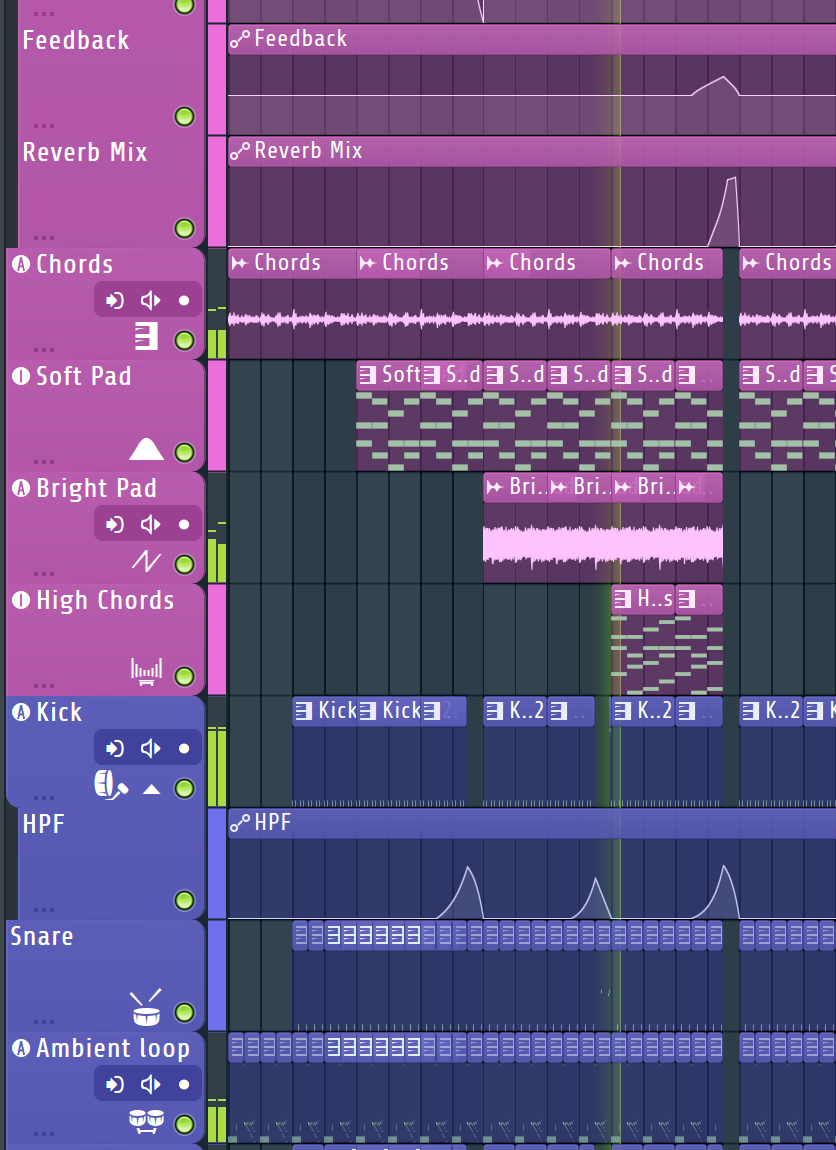 Feedback
Feedback
Reverb Mix
Reverb Mix
A Chords
Chords Chords Chords Chords Chords
I Soft Pad
Soft S..d S..d S..d S..d .. S..d S
A Bright Pad
Bri.. Bri.. Bri..
I High Chords
H..s ..
A Kick
Kick Kick K..2 .. K..2 .. K..2 K
HPF
HPF
Snare
A Ambient loop